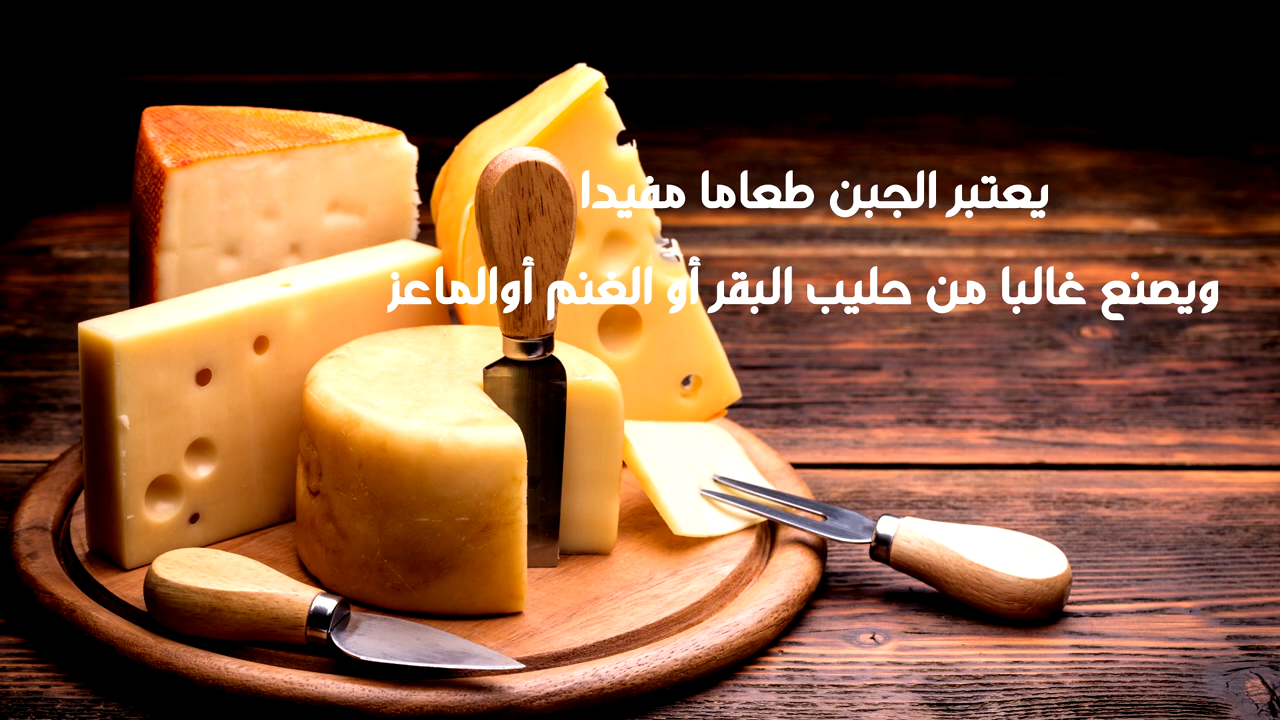 يعتبر الجبن طعاما مفيدا
ويصنع غالبا من حليب البقر أو الغنم أوالماعز